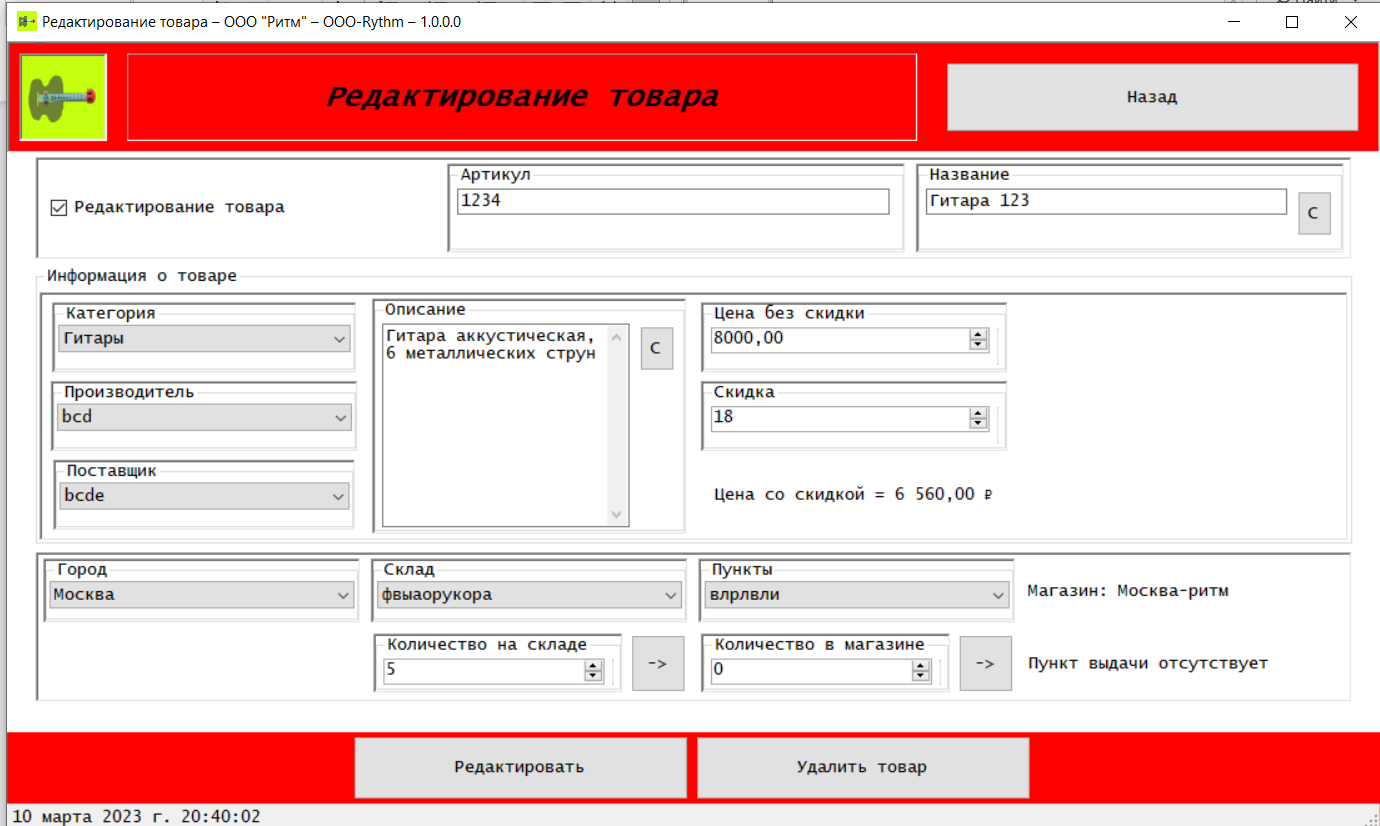 Редактирование товара – ООО "Ритм" – OOO-Rythm – 1.0.0.0
Редактирование товара
Назад
Редактирование товара
Артикул
1234
Название
Гитара 123
C
Информация о товаре
Категория
Гитары
Производитель
bcd
Поставщик
bcde
Описание
Гитара аккустическая,
6 металлических струн
C
Цена без скидки
8000,00
Скидка
18
Цена со скидкой = 6 560,00 ₽
Город
Москва
Склад
фвыаорукора
Пункты
влрлвли
Магазин: Москва-ритм
Количество на складе
5
->
Количество в магазине
0
->
Пункт выдачи отсутствует
Редактировать
Удалить товар
10 марта 2023 г. 20:40:02